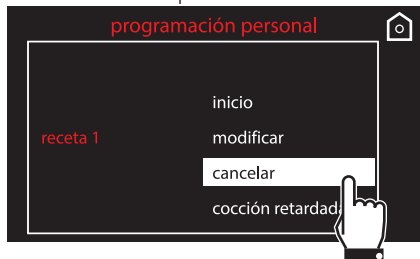 programación personal
inicio
receta 1
modificar
cancelar
cocción retardada